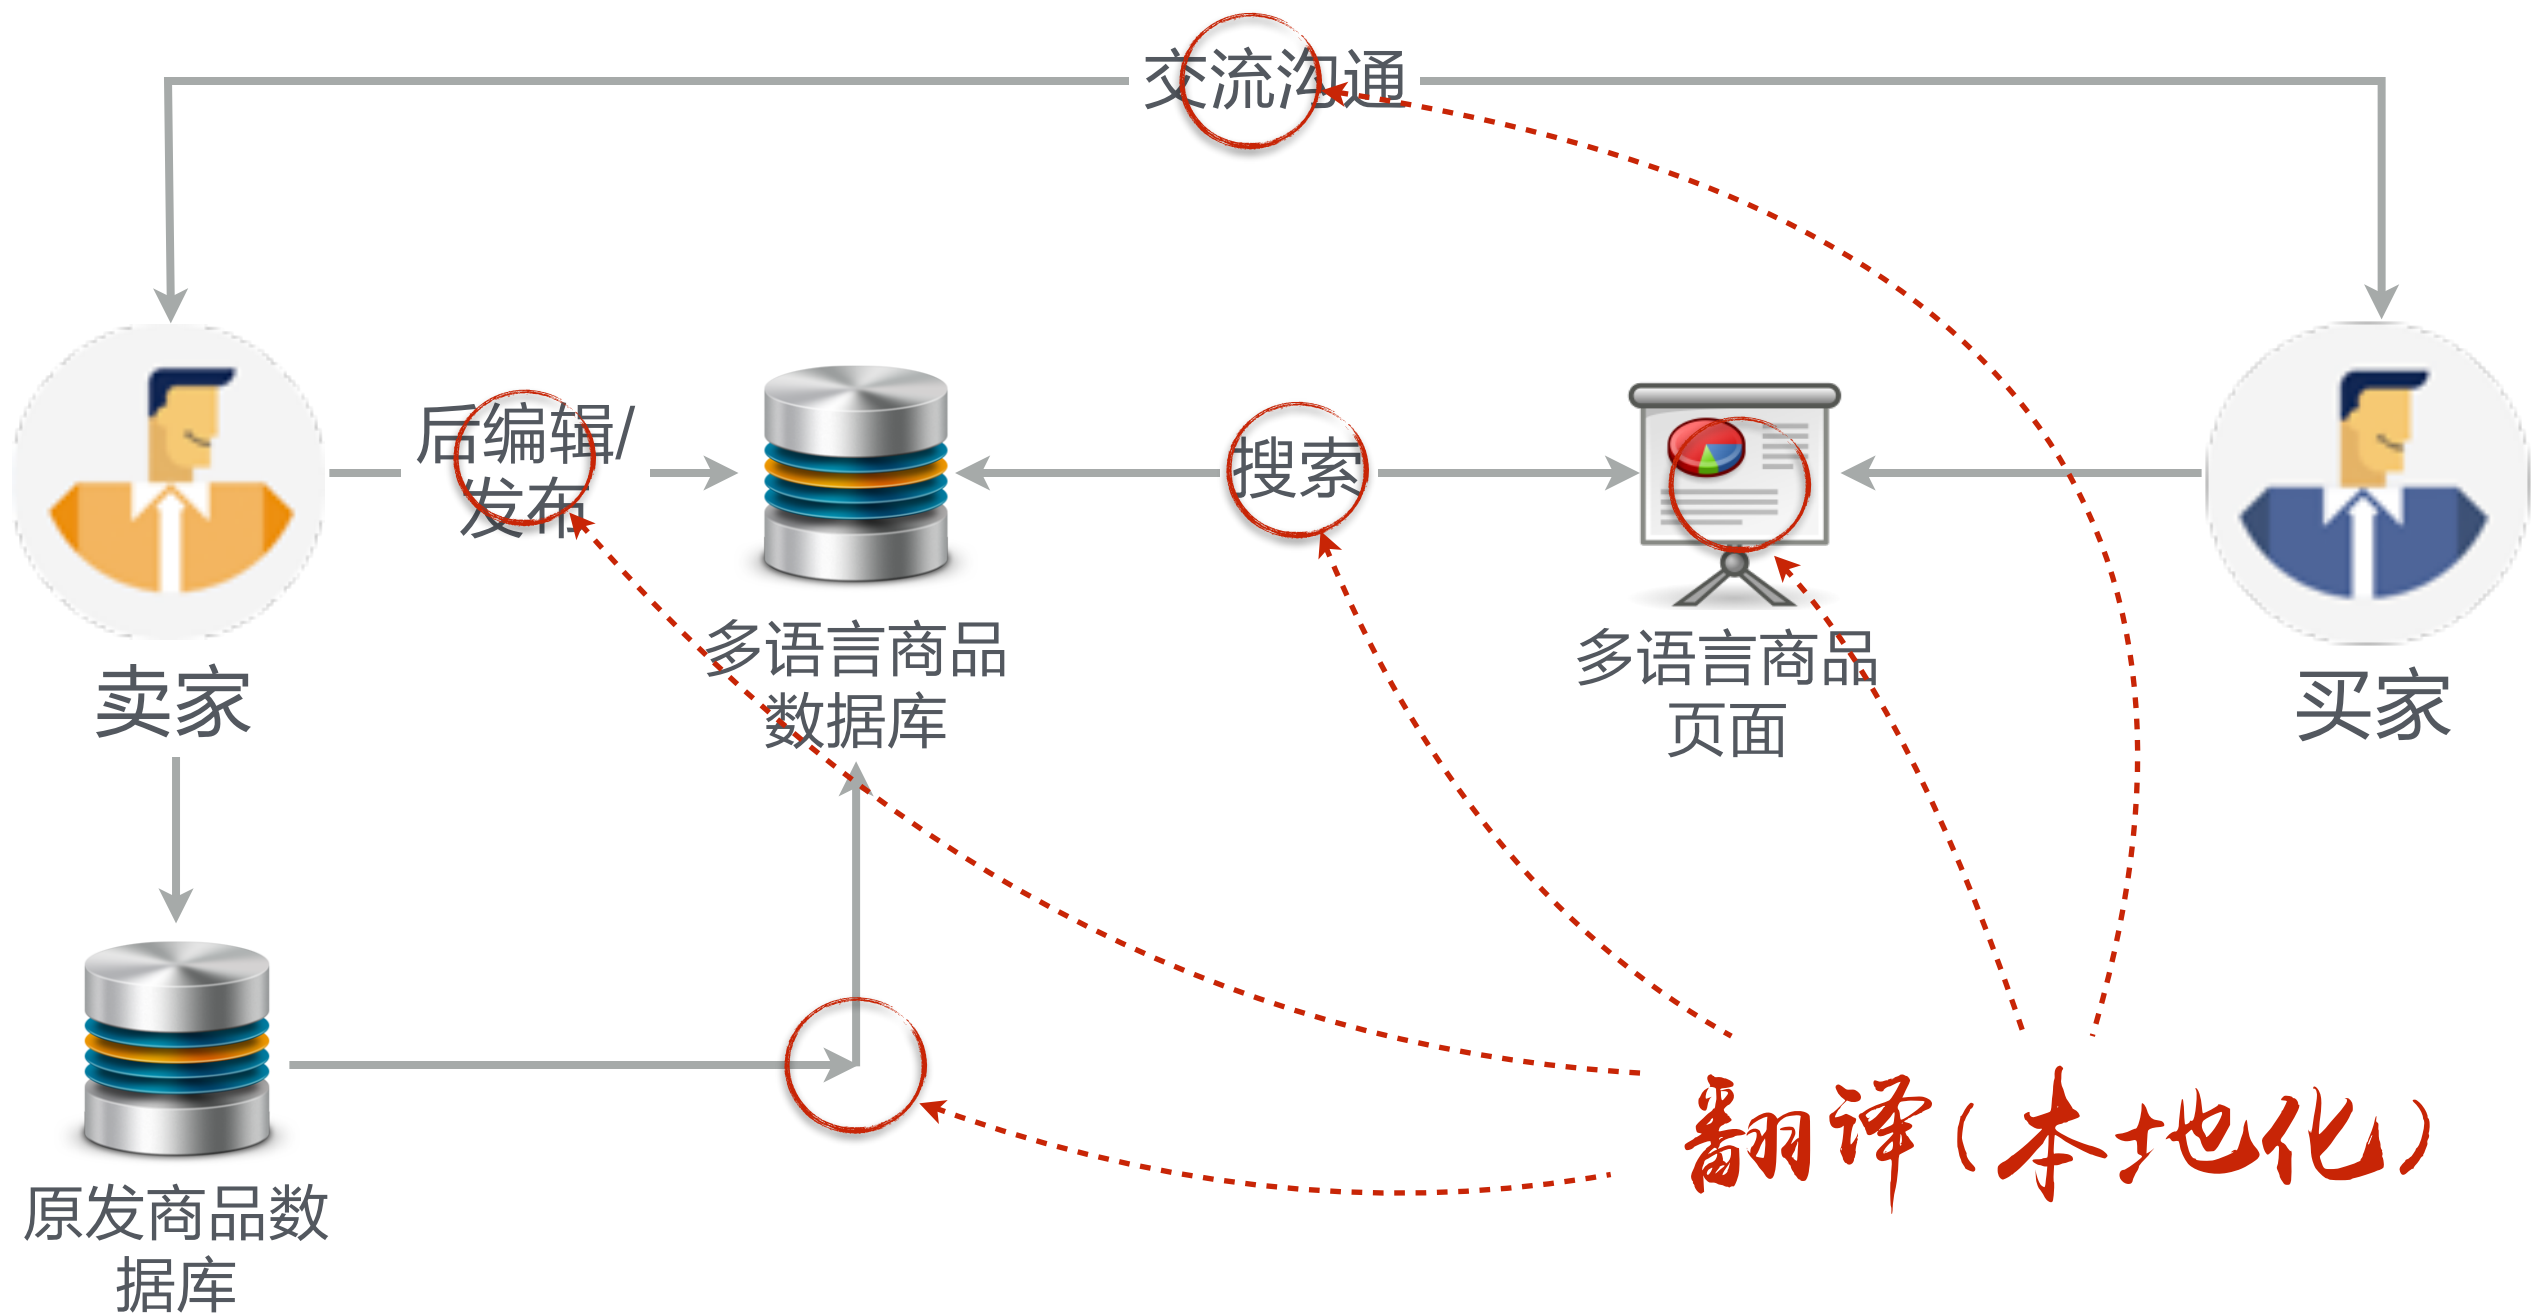 交流沟通
后编辑/
发布
搜索
多语言商品
数据库
多语言商品
页面
卖家
买家
翻译(本地化)
原发商品数
据库